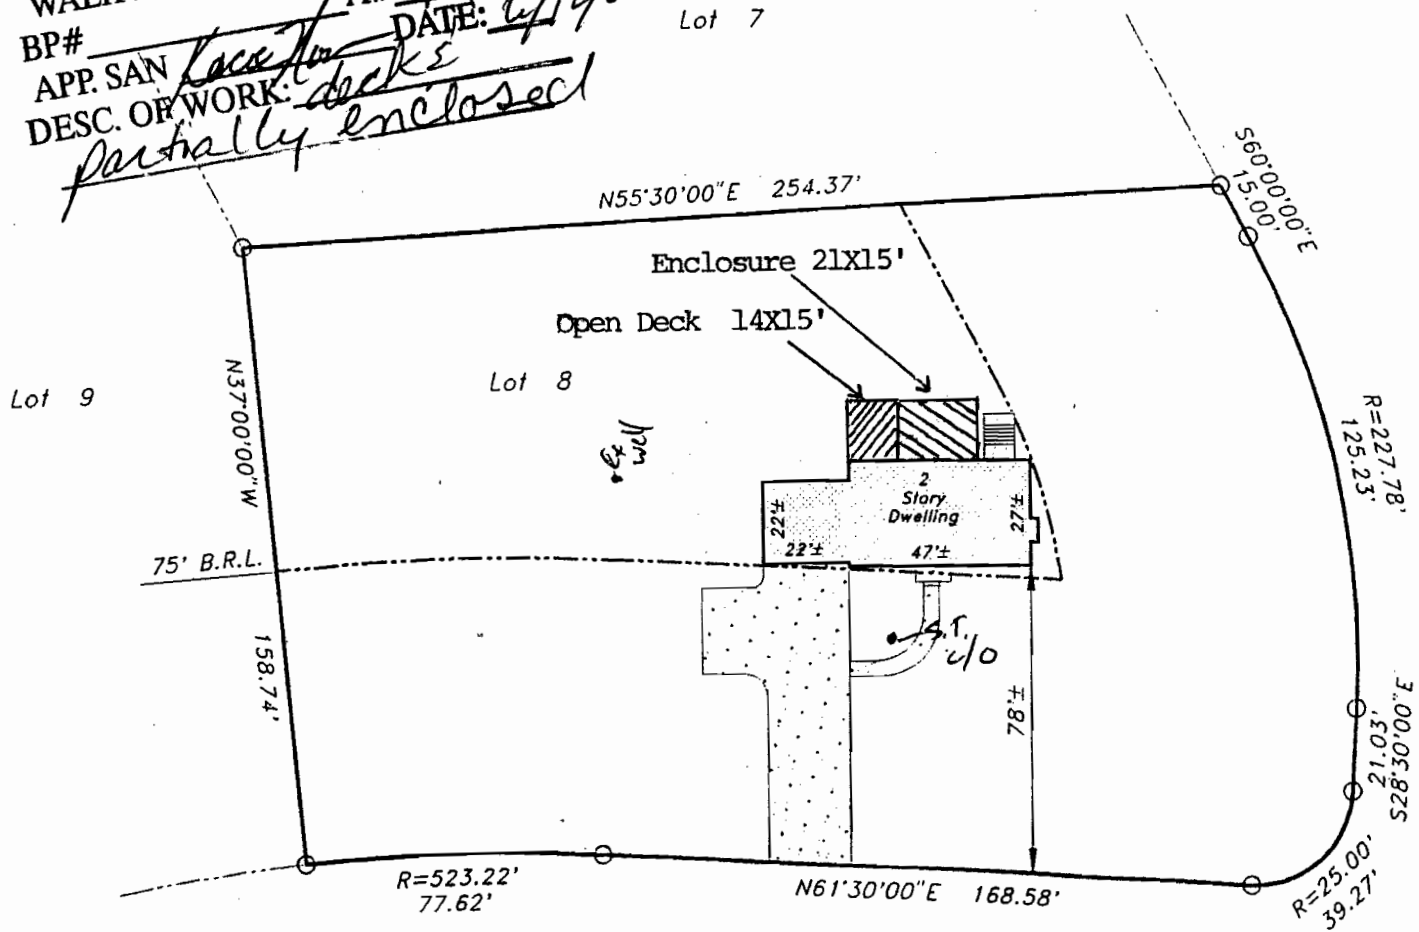 BP#
DATE:
APP. SAN
DESC. OF WORK: decks
partially enclosed
Lot 7
N55°30'00"E 254.37'
S60°00'00"E
15.00'
Enclosure 21X15'
Open Deck 14X15'
Lot 9
Lot 8
N37°00'00"W
158.74'
Ex
well
R=227.78'
125.23'
2
Story
Dwelling
22'±
22'±
47'±
27'±
75' B.R.L.
S.T.
c/o
78'±
S28°30'00"E
21.03'
R=523.22'
77.62'
N61°30'00"E 168.58'
R=25.00'
39.27'